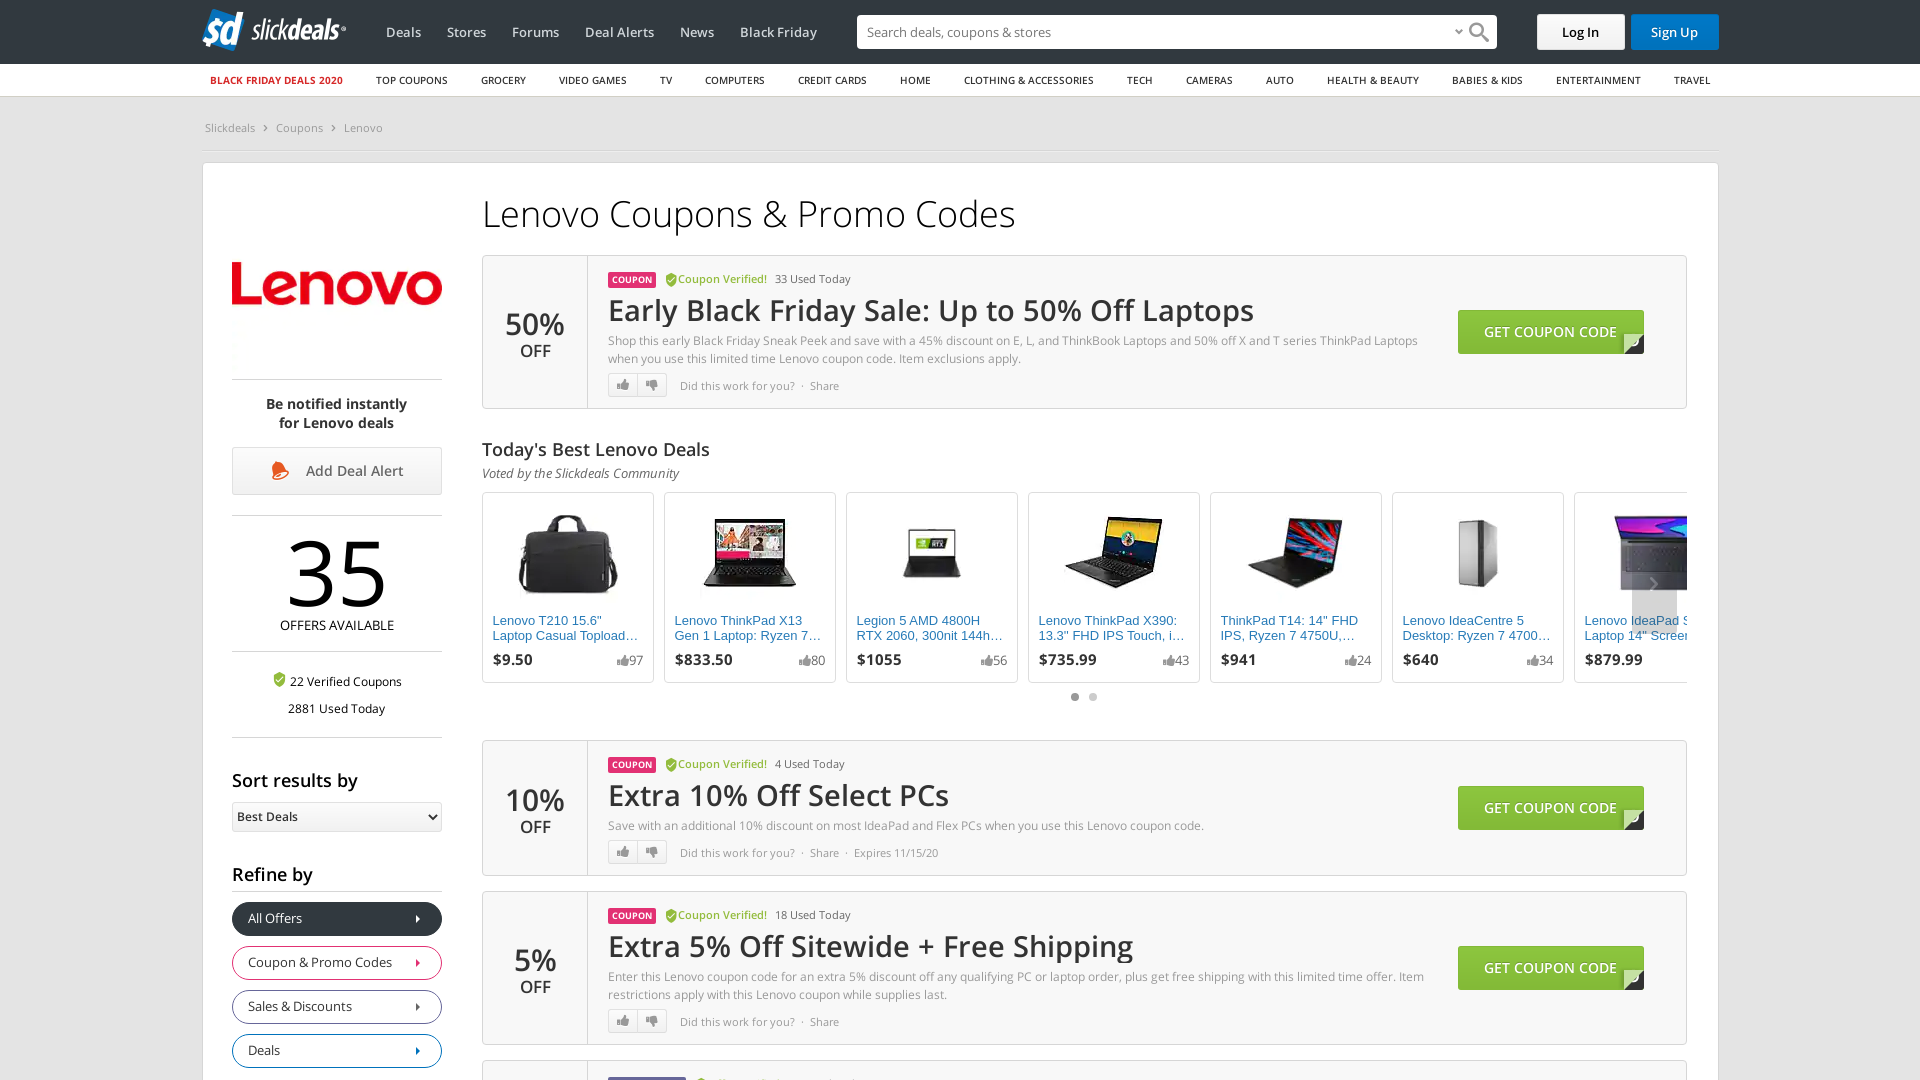 sd slickdeals
Deals
Stores
Forums
Deal Alerts
News
Black Friday
Search deals, coupons & stores
Log In
Sign Up
BLACK FRIDAY DEALS 2020
TOP COUPONS
GROCERY
VIDEO GAMES
TV
COMPUTERS
CREDIT CARDS
HOME
CLOTHING & ACCESSORIES
TECH
CAMERAS
AUTO
HEALTH & BEAUTY
BABIES & KIDS
ENTERTAINMENT
TRAVEL
Slickdeals > Coupons > Lenovo
Lenovo
Be notified instantly
for Lenovo deals
Add Deal Alert
35
OFFERS AVAILABLE
22 Verified Coupons
2881 Used Today
Sort results by
Best Deals
Refine by
All Offers
Coupon & Promo Codes
Sales & Discounts
Deals
Lenovo Coupons & Promo Codes
50%
OFF
COUPON Coupon Verified! 33 Used Today
Early Black Friday Sale: Up to 50% Off Laptops
Shop this early Black Friday Sneak Peek and save with a 45% discount on E, L, and ThinkBook Laptops and 50% off X and T series ThinkPad Laptops
when you use this limited time Lenovo coupon code. Item exclusions apply.
Did this work for you? · Share
GET COUPON CODE
Today's Best Lenovo Deals
Voted by the Slickdeals Community
Lenovo T210 15.6"
Laptop Casual Topload…
$9.50 97
Lenovo ThinkPad X13
Gen 1 Laptop: Ryzen 7…
$833.50 80
Legion 5 AMD 4800H
RTX 2060, 300nit 144h…
$1055 56
Lenovo ThinkPad X390:
13.3" FHD IPS Touch, i…
$735.99 43
ThinkPad T14: 14" FHD
IPS, Ryzen 7 4750U,…
$941 24
Lenovo IdeaCentre 5
Desktop: Ryzen 7 4700…
$640 34
Lenovo IdeaPad S
Laptop 14" Screen
$879.99
10%
OFF
COUPON Coupon Verified! 4 Used Today
Extra 10% Off Select PCs
Save with an additional 10% discount on most IdeaPad and Flex PCs when you use this Lenovo coupon code.
Did this work for you? · Share · Expires 11/15/20
GET COUPON CODE
5%
OFF
COUPON Coupon Verified! 18 Used Today
Extra 5% Off Sitewide + Free Shipping
Enter this Lenovo coupon code for an extra 5% discount off any qualifying PC or laptop order, plus get free shipping with this limited time offer. Item
restrictions apply with this Lenovo coupon while supplies last.
Did this work for you? · Share
GET COUPON CODE